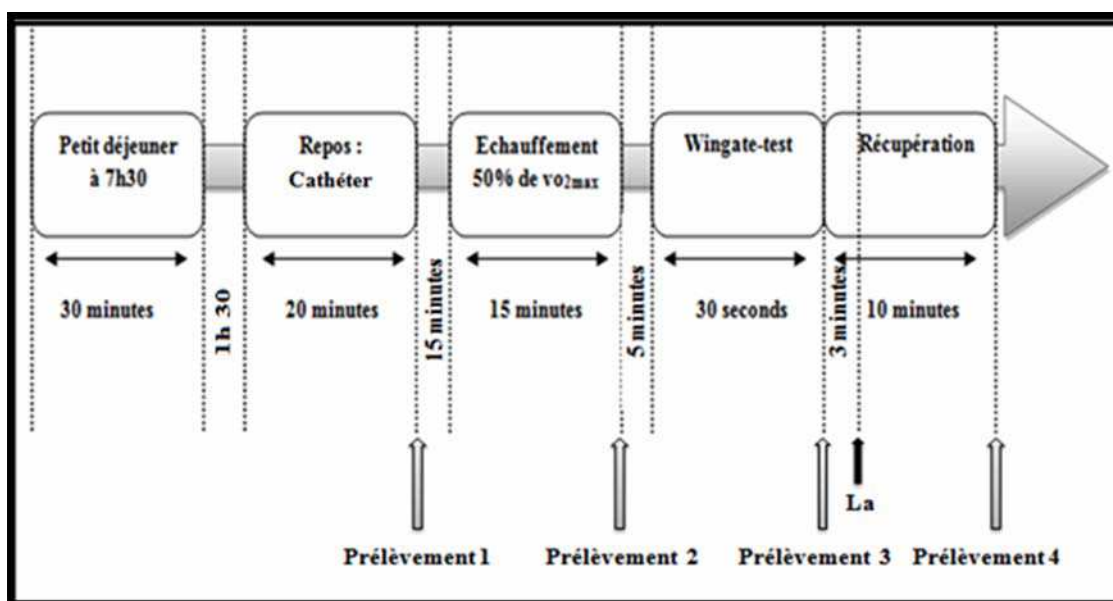 Petit déjeuner
à 7h30
Repos :
Cathéter
Echauffement
50% de vo2max
Wingate-test
Récupération
30 minutes
1h 30
20 minutes
15 minutes
15 minutes
5 minutes
30 seconds
3 minutes
10 minutes
La
Prélèvement 1
Prélèvement 2
Prélèvement 3
Prélèvement 4